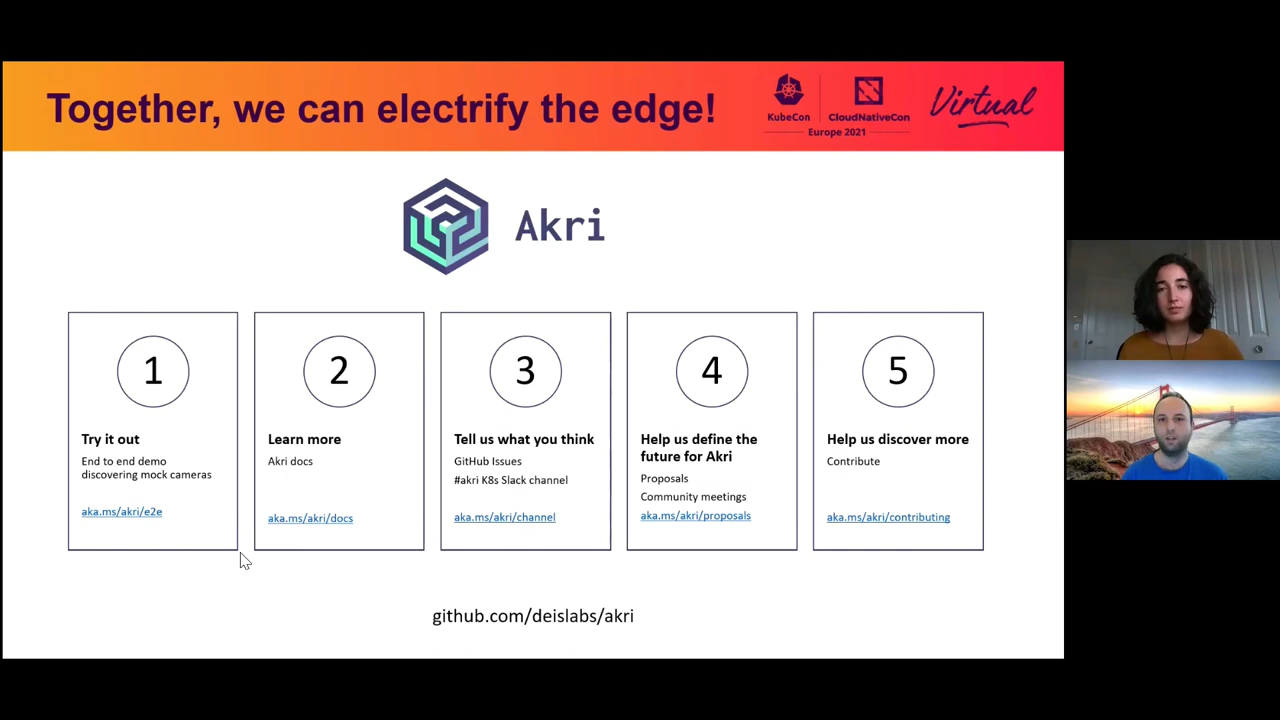 Together, we can electrify the edge!
KubeCon
CloudNativeCon
Europe 2021
Virtual
Akri
1
Try it out
End to end demo
discovering mock cameras
aka.ms/akri/e2e
2
Learn more
Akri docs
aka.ms/akri/docs
3
Tell us what you think
GitHub Issues
#akri K8s Slack channel
aka.ms/akri/channel
4
Help us define the
future for Akri
Proposals
Community meetings
aka.ms/akri/proposals
5
Help us discover more
Contribute
aka.ms/akri/contributing
github.com/deislabs/akri